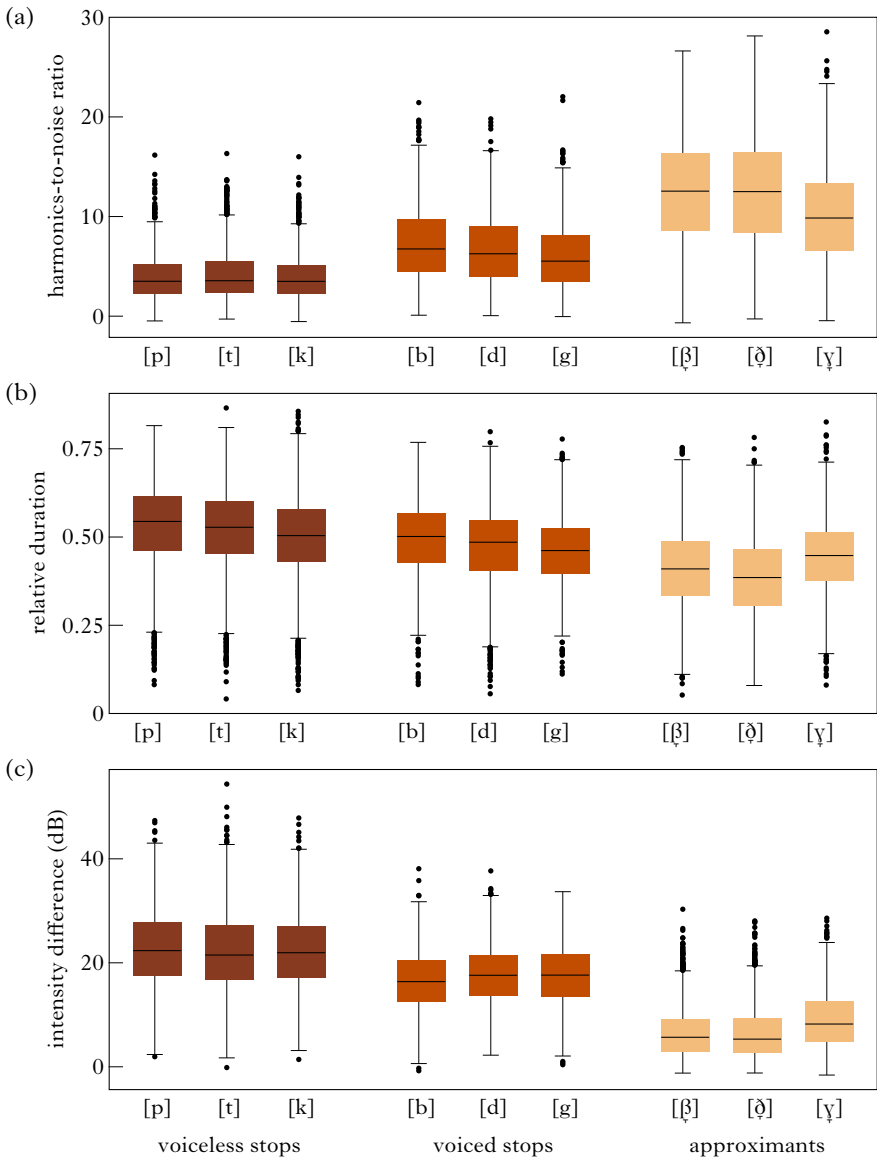 (a)
harmonics-to-noise ratio
30
20
10
0
[p] [t] [k] [b] [d] [g] [β̞] [ð̞] [ɣ̞]
(b)
relative duration
0.75
0.50
0.25
0
[p] [t] [k] [b] [d] [g] [β̞] [ð̞] [ɣ̞]
(c)
intensity difference (dB)
40
20
0
[p] [t] [k] [b] [d] [g] [β̞] [ð̞] [ɣ̞]
voiceless stops voiced stops approximants